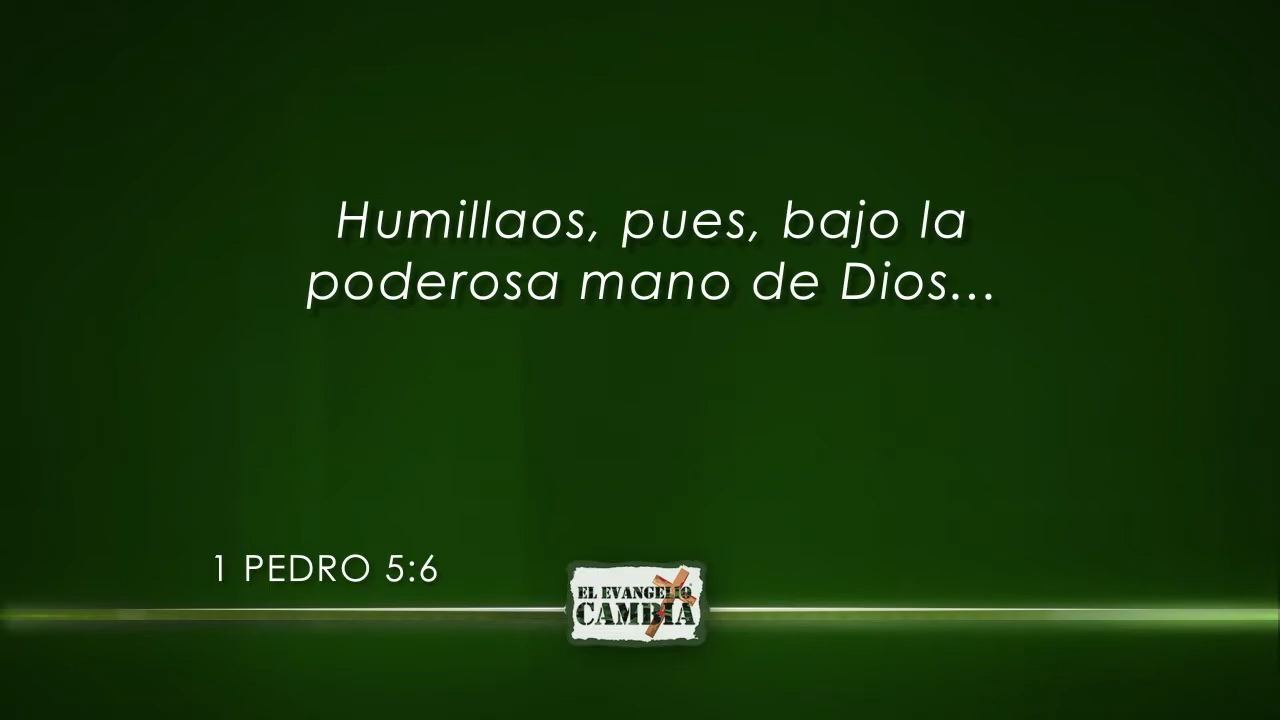 Humillaos, pues, bajo la
poderosa mano de Dios...
1 PEDRO 5:6
EL EVANGELIO
CAMBIA